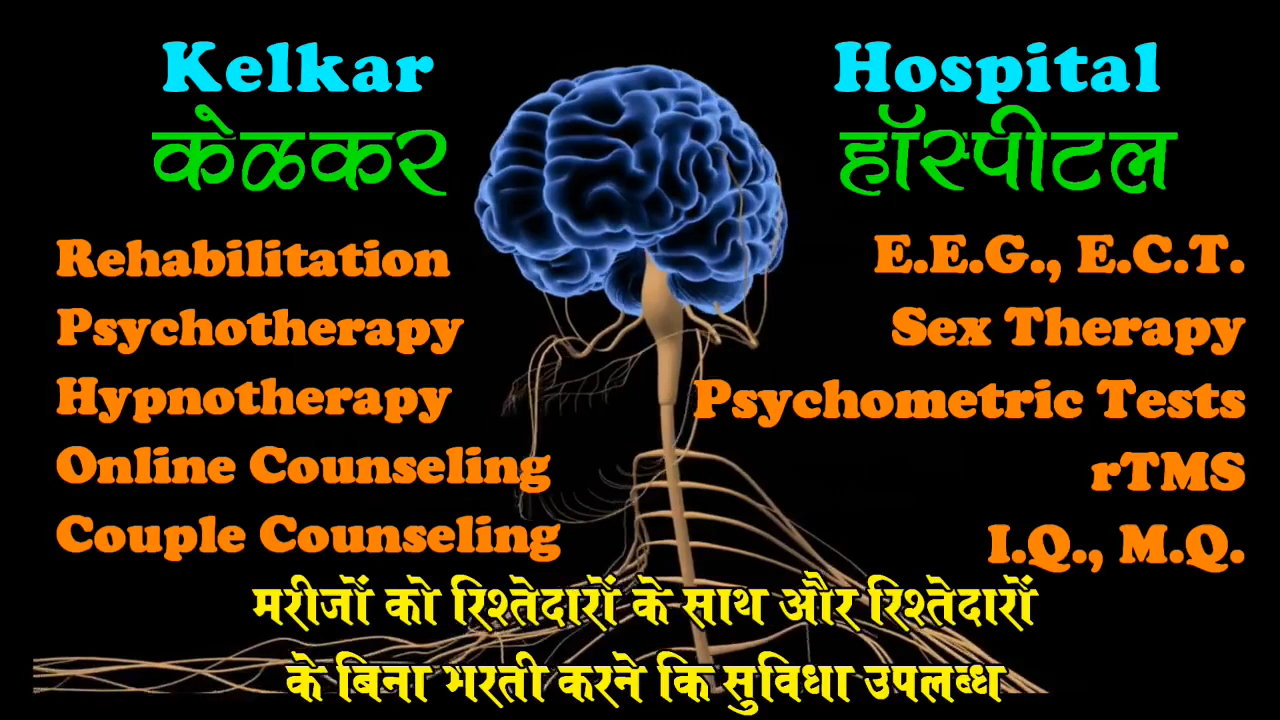 Kelkar Hospital
केळकर हॉस्पीटल
Rehabilitation
Psychotherapy
Hypnotherapy
Online Counseling
Couple Counseling
E.E.G., E.C.T.
Sex Therapy
Psychometric Tests
rTMS
I.Q., M.Q.
मरीजों को रिश्तेदारों के साथ और रिश्तेदारों
के बिना भरती करने कि सुविधा उपलब्ध